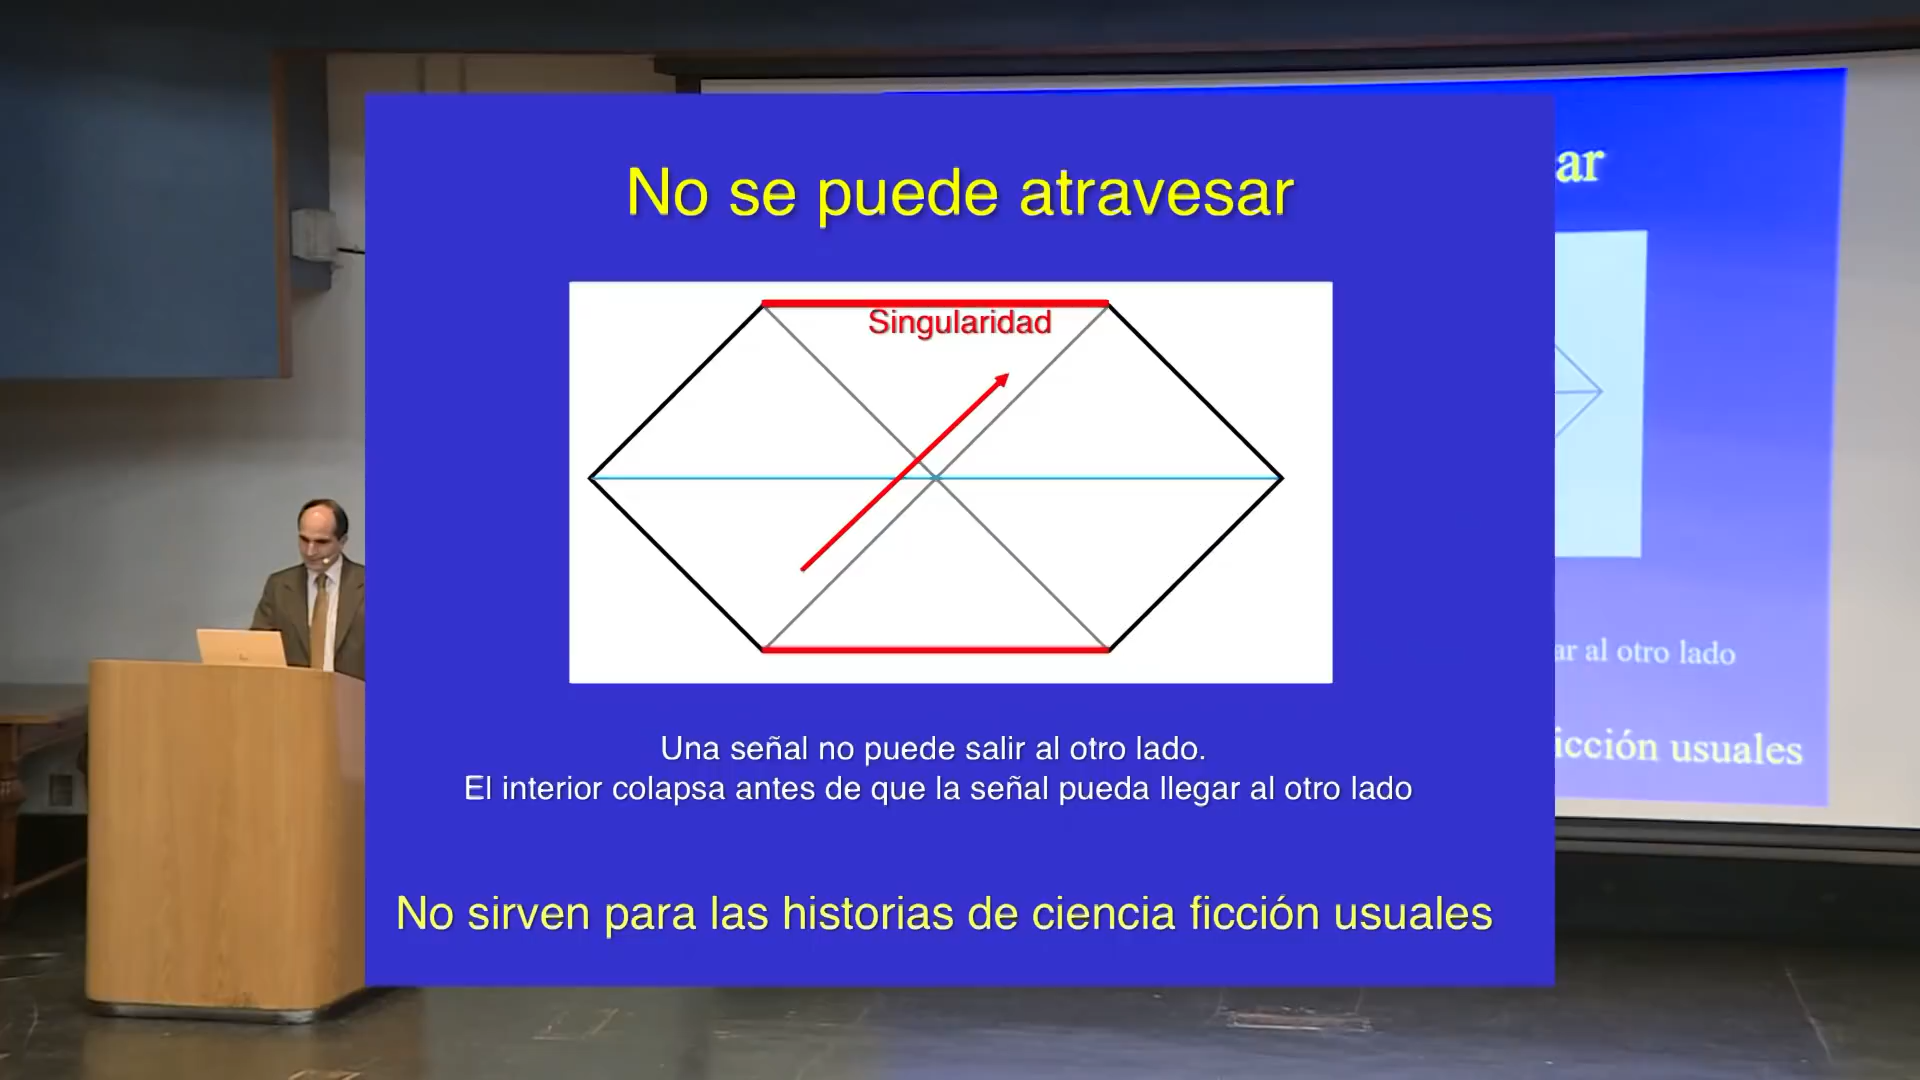 No se puede atravesar
Singularidad
Una señal no puede salir al otro lado.
El interior colapsa antes de que la señal pueda llegar al otro lado
No sirven para las historias de ciencia ficción usuales
ar
ar al otro lado
icción usuales